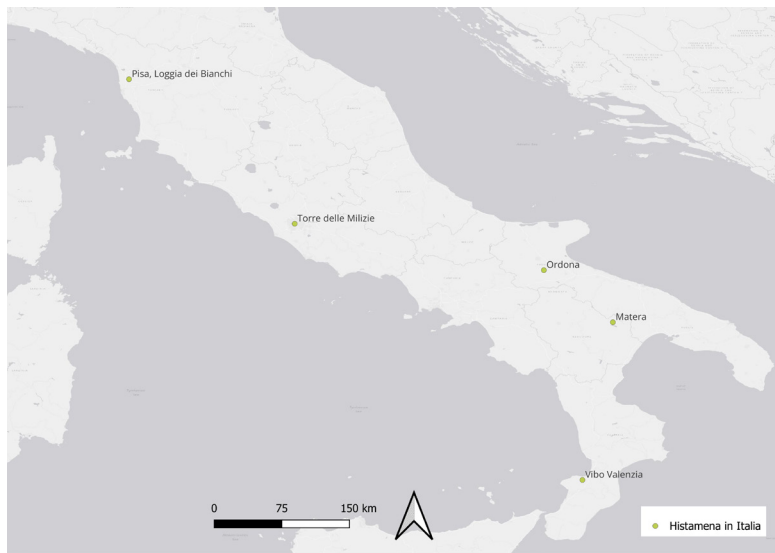 Pisa, Loggia dei Bianchi
Torre delle Milizie
Ordona
Matera
Vibo Valenzia
0 75 150 km
Histamena in Italia